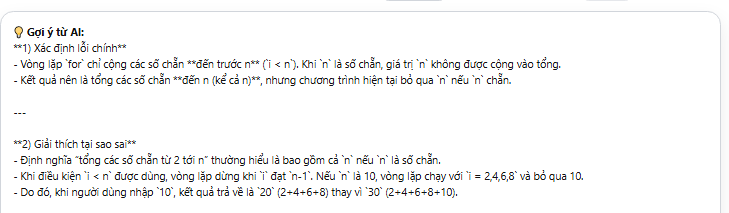 💡 Gợi ý từ AI:
**1) Xác định lỗi chính**
- Vòng lặp `for` chỉ cộng các số chẵn **đến trước n** (`i < n`). Khi `n` là số chẵn, giá trị `n` không được cộng vào tổng.
- Kết quả nên là tổng các số chẵn **đến n (kể cả n)**, nhưng chương trình hiện tại bỏ qua `n` nếu `n` chẵn.
---
**2) Giải thích tại sao sai**
- Định nghĩa "tổng các số chẵn từ 2 tới n" thường hiểu là bao gồm cả `n` nếu `n` là số chẵn.
- Khi điều kiện `i < n` được dùng, vòng lặp dừng khi `i` đạt `n-1`. Nếu `n` là 10, vòng lặp chạy với `i = 2,4,6,8` và bỏ qua 10.
- Do đó, khi người dùng nhập `10`, kết quả trả về là `20` (2+4+6+8) thay vì `30` (2+4+6+8+10).